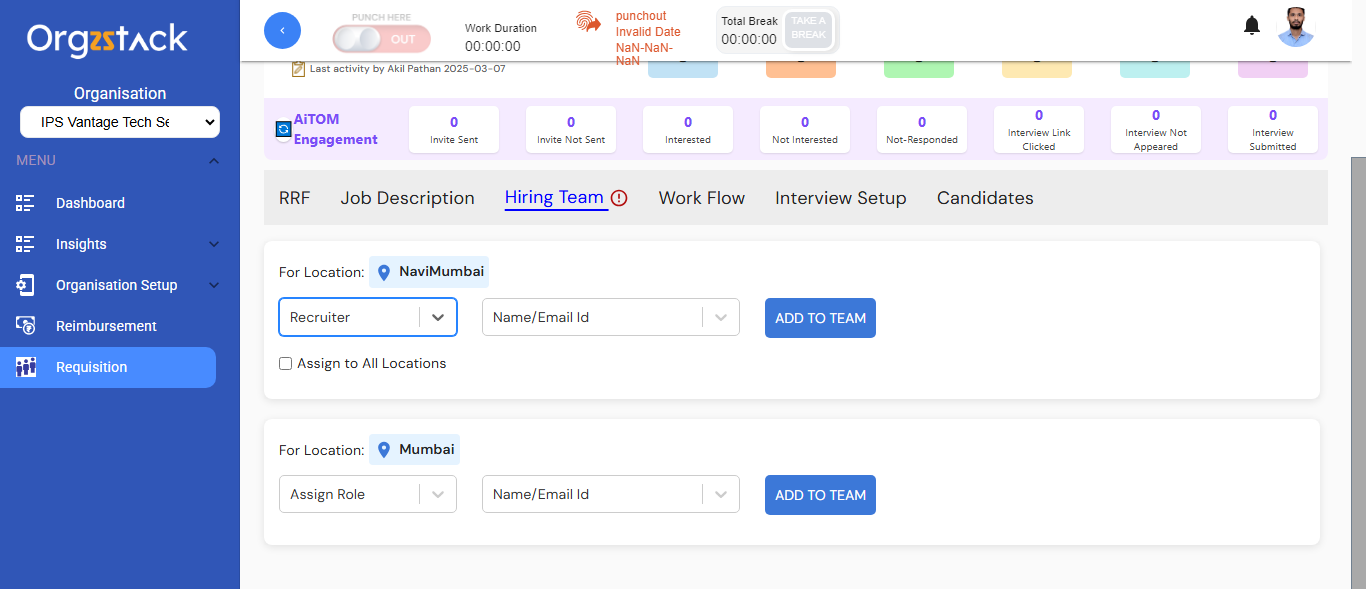 Orgzstack
Organisation
IPS Vantage Tech Se
MENU
Dashboard
Insights
Organisation Setup
Reimbursement
Requisition
PUNCH HERE
OUT
Work Duration
00:00:00
punchout
Invalid Date
NaN-NaN-
NaN
Total Break
00:00:00
TAKE A
BREAK
Last activity by Akil Pathan 2025-03-07
AiTOM
Engagement
0
Invite Sent
0
Invite Not Sent
0
Interested
0
Not Interested
0
Not-Responded
0
Interview Link
Clicked
0
Interview Not
Appeared
0
Interview
Submitted
RRF
Job Description
Hiring Team
Work Flow
Interview Setup
Candidates
For Location: NaviMumbai
Recruiter
Name/Email Id
ADD TO TEAM
Assign to All Locations
For Location: Mumbai
Assign Role
Name/Email Id
ADD TO TEAM